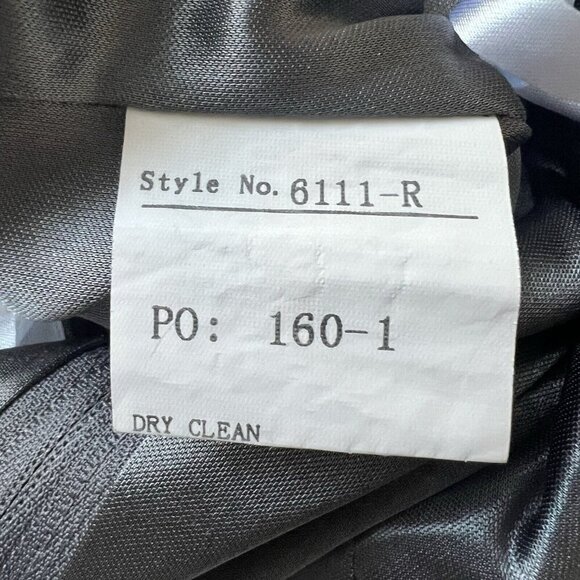 Style No. 6111-R
PO: 160-1
DRY CLEAN